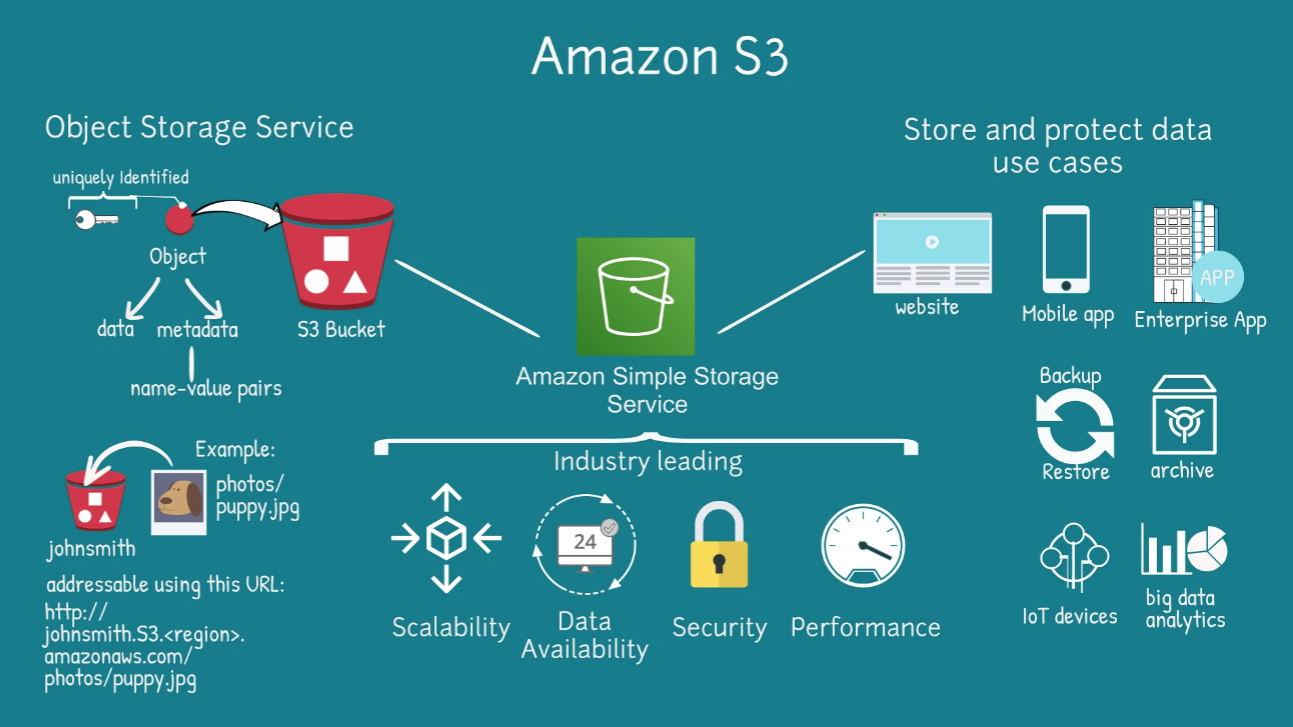 Amazon S3
Object Storage Service
uniquely Identified
Object
data
metadata
name-value pairs
S3 Bucket
Example:
photos/
puppy.jpg
johnsmith
addressable using this URL:
http://
johnsmith.S3.<region>.
amazonaws.com/
photos/puppy.jpg
Amazon Simple Storage
Service
Industry leading
24
Scalability
Data
Availability
Security
Performance
Store and protect data
use cases
website
Mobile app
APP
Enterprise App
Backup
Restore
archive
IoT devices
big data
analytics